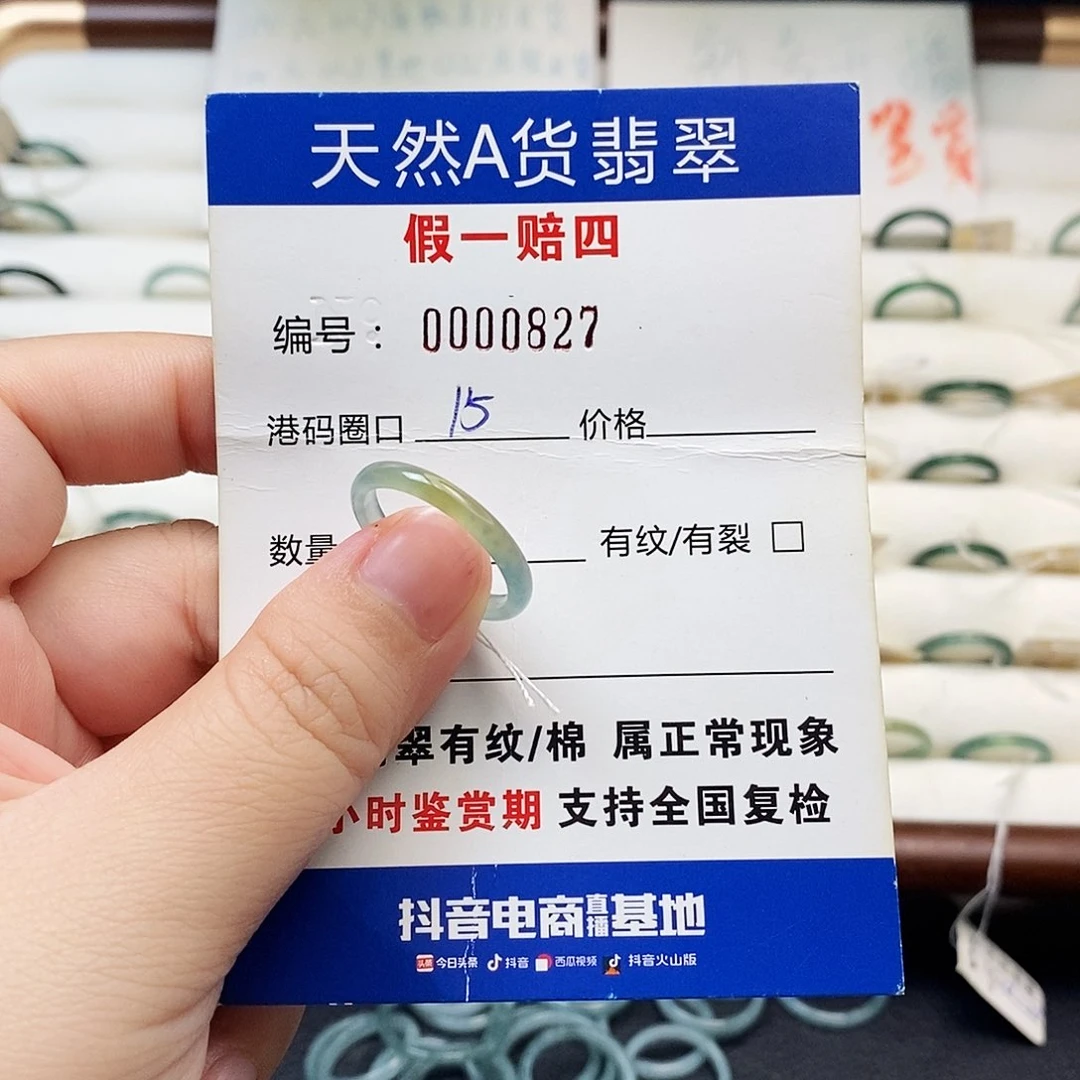 天然A货翡翠
假一赔四
编号： 0000827
港码圈口 15 价格
数量 有纹/有裂 □
翠有纹/棉 属正常现象
小时鉴赏期 支持全国复检
抖音电商直播基地
头条 今日头条 抖音 西瓜视频 抖音火山版